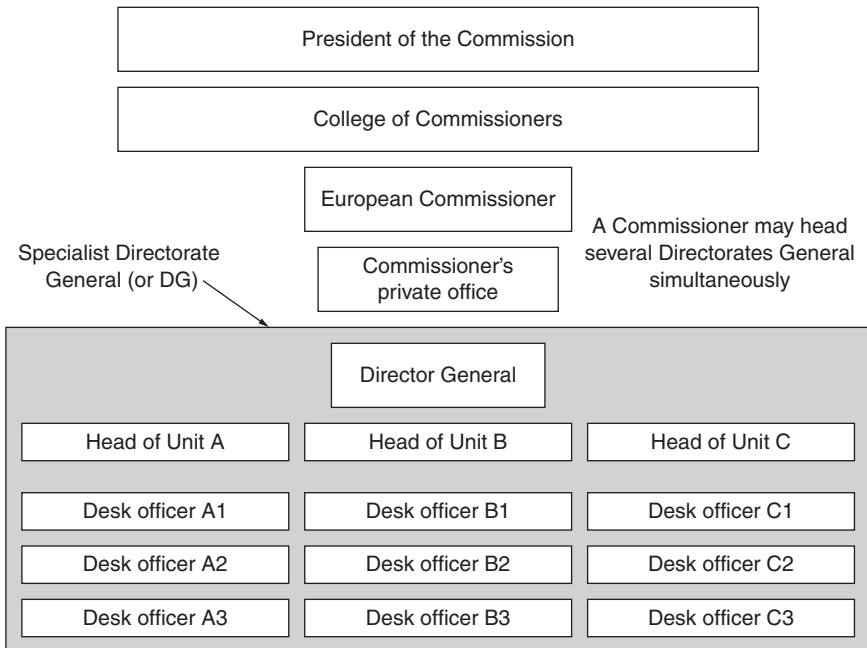 President of the Commission
College of Commissioners
European Commissioner
A Commissioner may head
several Directorates General
simultaneously
Specialist Directorate
General (or DG)
Commissioner's
private office
Director General
Head of Unit A
Head of Unit B
Head of Unit C
Desk officer A1
Desk officer B1
Desk officer C1
Desk officer A2
Desk officer B2
Desk officer C2
Desk officer A3
Desk officer B3
Desk officer C3